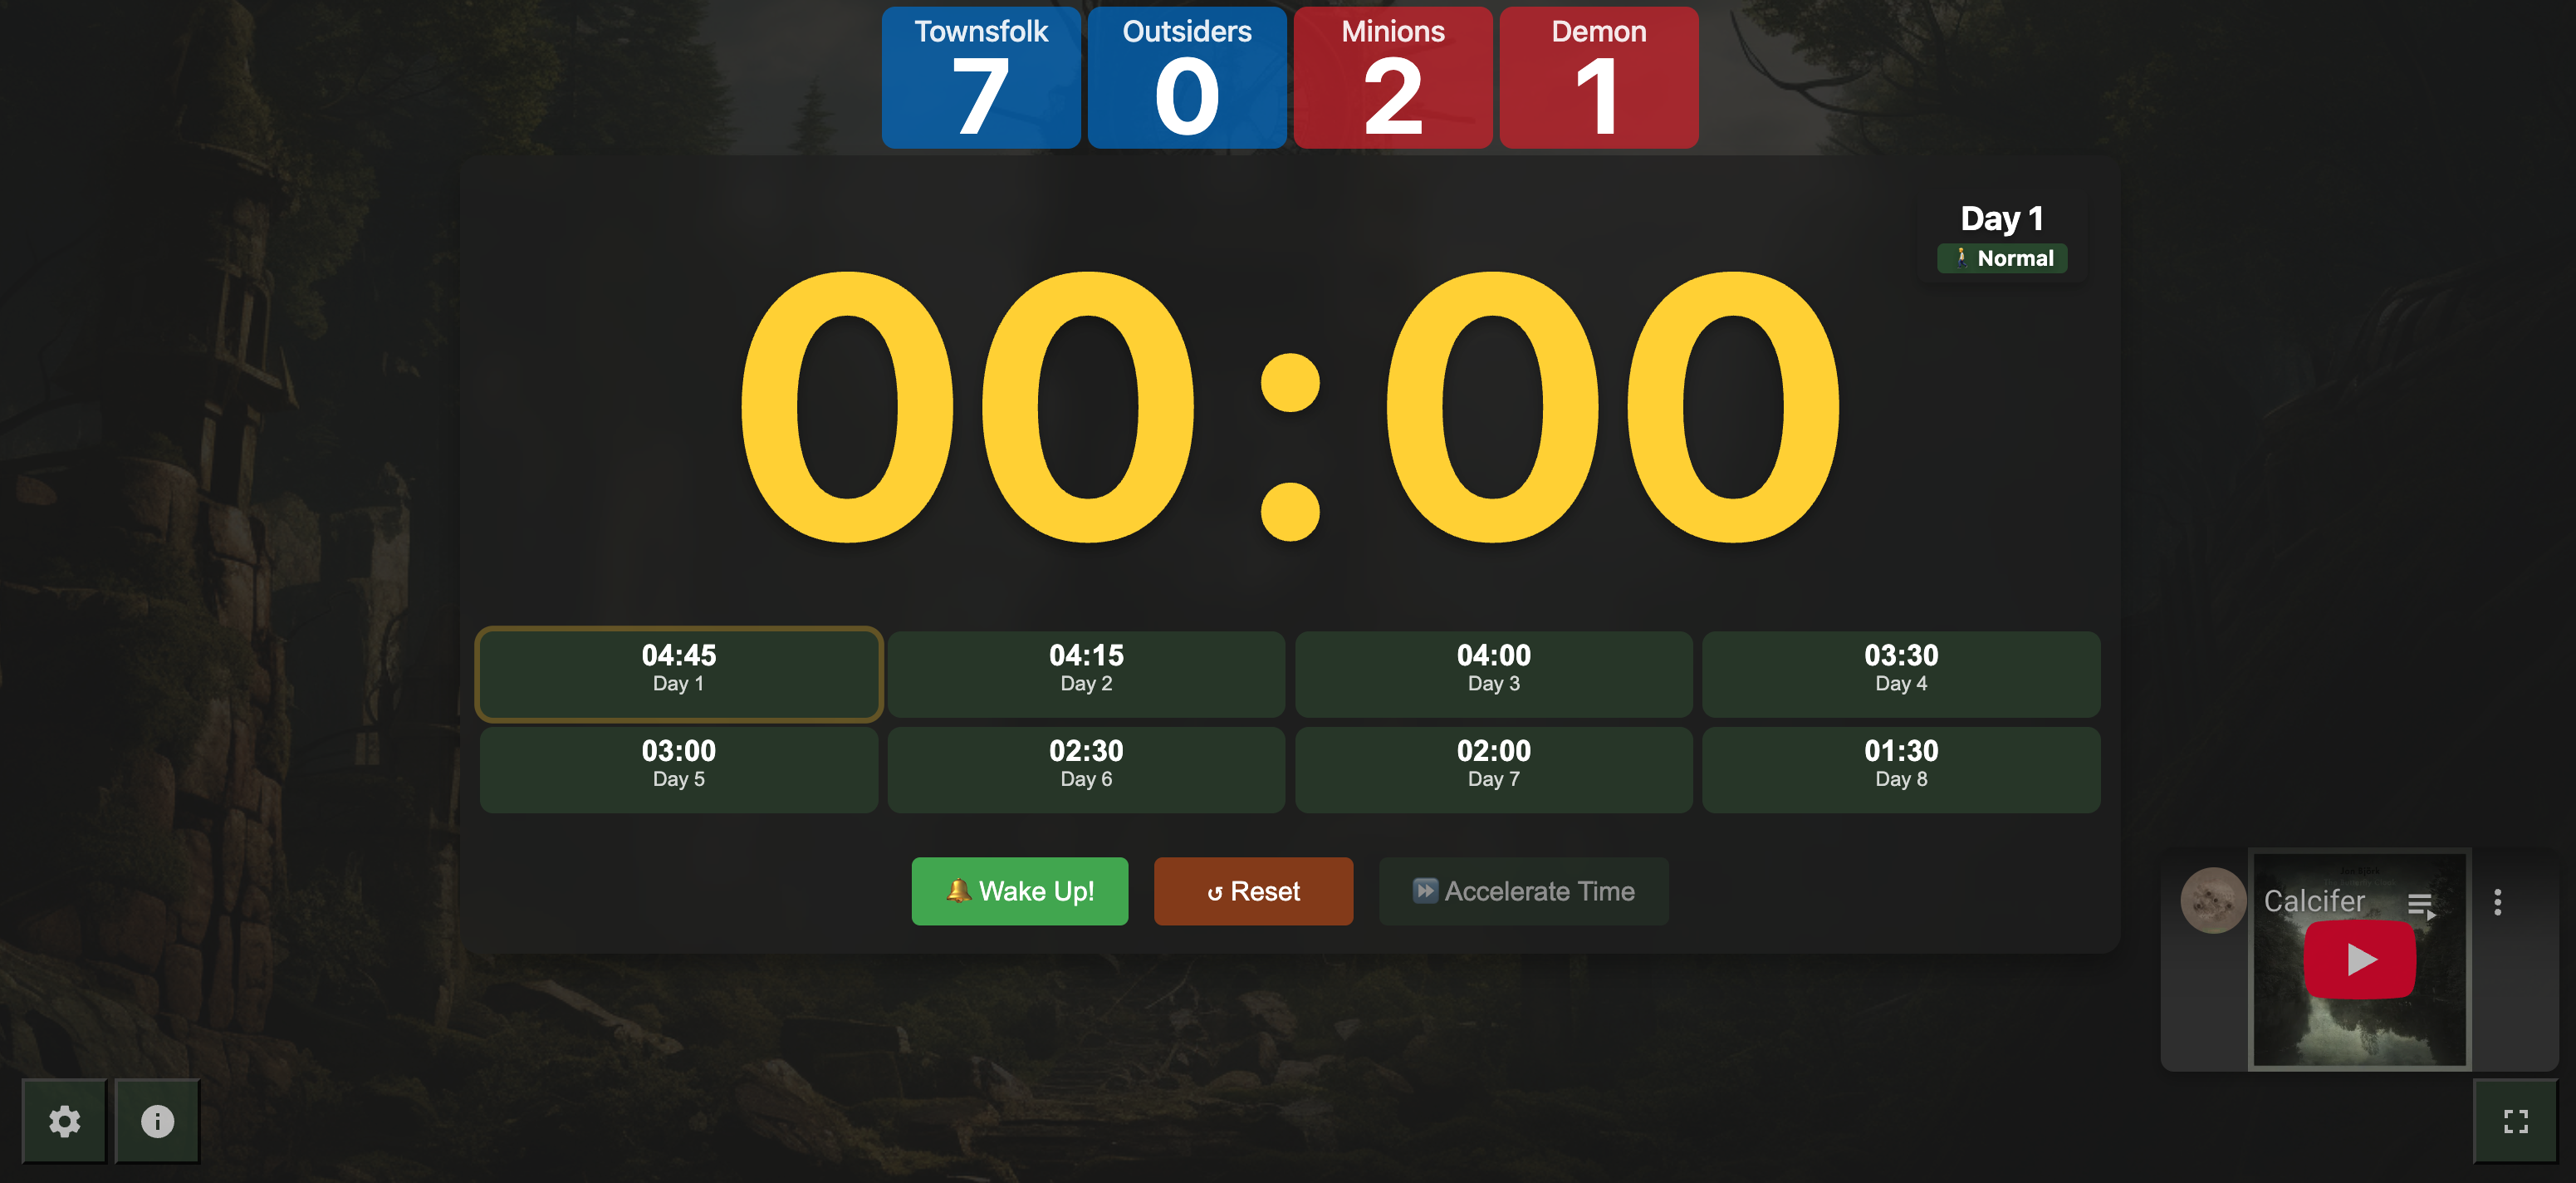 Townsfolk
7
Outsiders
0
Minions
2
Demon
1
Day 1
Normal
00:00
04:45
Day 1
04:15
Day 2
04:00
Day 3
03:30
Day 4
03:00
Day 5
02:30
Day 6
02:00
Day 7
01:30
Day 8
🔔 Wake Up!
↺ Reset
⏩ Accelerate Time
Calcifer